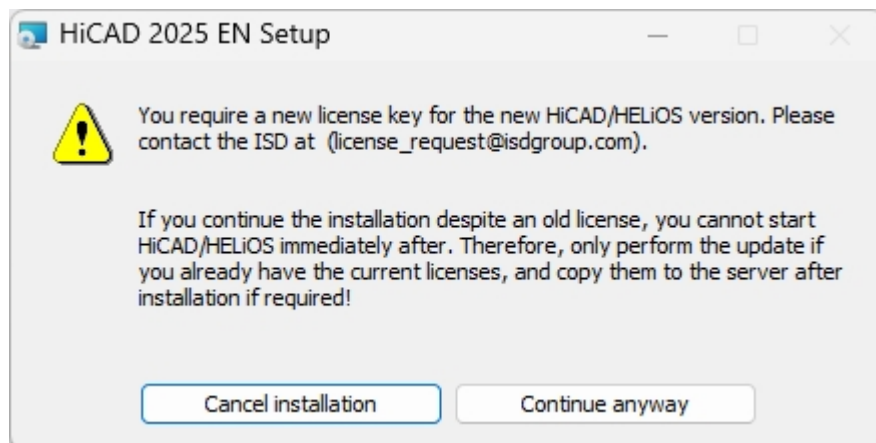 HiCAD 2025 EN Setup
You require a new license key for the new HiCAD/HELiOS version. Please
contact the ISD at  (license_request@isdgroup.com).
If you continue the installation despite an old license, you cannot start
HiCAD/HELiOS immediately after. Therefore, only perform the update if
you already have the current licenses, and copy them to the server after
installation if required!
Cancel installation
Continue anyway